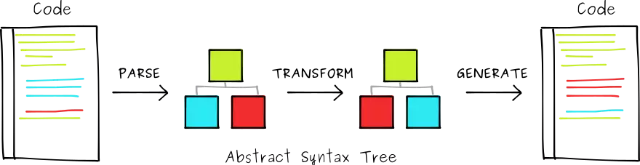 Code
Code
PARSE
TRANSFORM
GENERATE
Abstract Syntax Tree